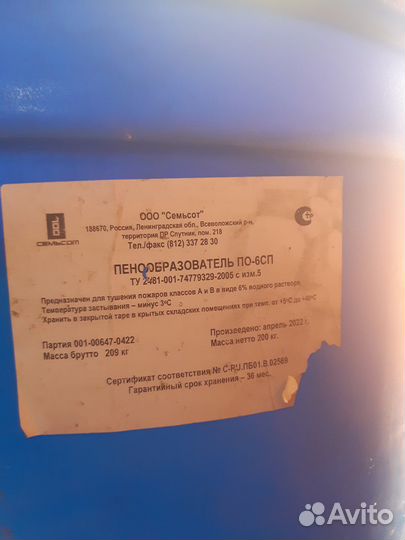 ООО "Семьсот"
188670, Россия, Ленинградская обл., Всеволожский р-н,
территория ПР Спутник, пом. 218
Тел./факс (812) 337 28 30
700
СЕМЬСОТ
ПЕНООБРАЗОВАТЕЛЬ ПО-6СП
ТУ 2481-001-74779329-2005 с изм.5
Предназначен для тушения пожаров классов А и В в виде 6% водного раствора.
Температура застывания – минус 3°С
Хранить в закрытой таре в крытых складских помещениях при темп. от +5°С до +40°С
Партия 001-00647-0422
Произведено: апрель 2022 г.
Масса брутто 209 кг
Масса нетто 200 кг.
Сертификат соответствия № C-RU.ПБ01.В.02589
Гарантийный срок хранения – 36 мес.
Avito